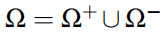 Ω = Ω⁺ ∪ Ω⁻